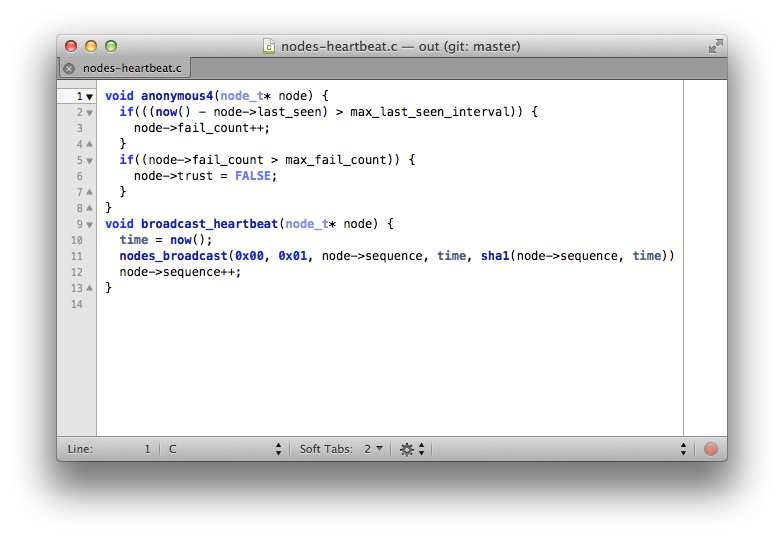 nodes-heartbeat.c — out (git: master)
nodes-heartbeat.c
1 void anonymous4(node_t* node) {
2   if(((now() - node->last_seen) > max_last_seen_interval)) {
3     node->fail_count++;
4   }
5   if((node->fail_count > max_fail_count)) {
6     node->trust = FALSE;
7   }
8 }
9 void broadcast_heartbeat(node_t* node) {
10   time = now();
11   nodes_broadcast(0x00, 0x01, node->sequence, time, sha1(node->sequence, time))
12   node->sequence++;
13 }
14
Line: 1 C Soft Tabs: 2